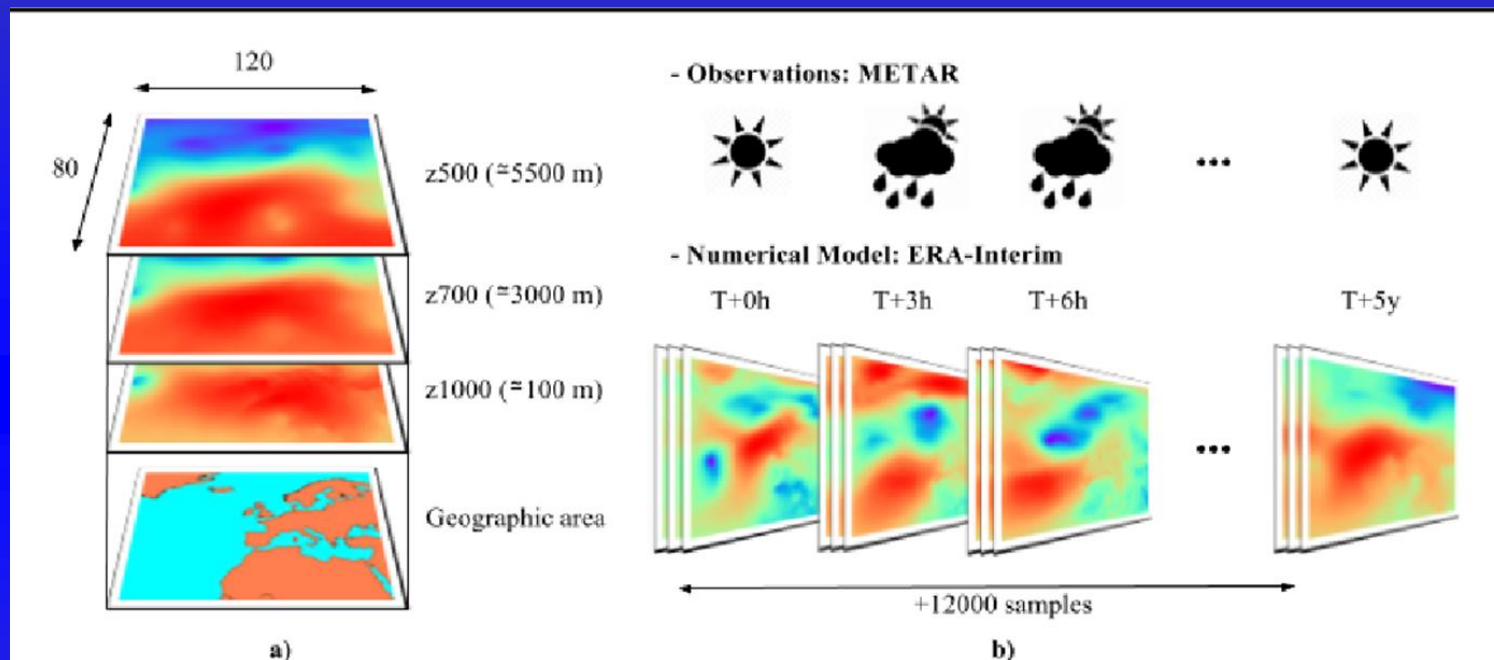 120
80
z500 (≃5500 m)
z700 (≃3000 m)
z1000 (≃100 m)
Geographic area
a)
- Observations: METAR
...
- Numerical Model: ERA-Interim
T+0h T+3h T+6h T+5y
...
+12000 samples
b)